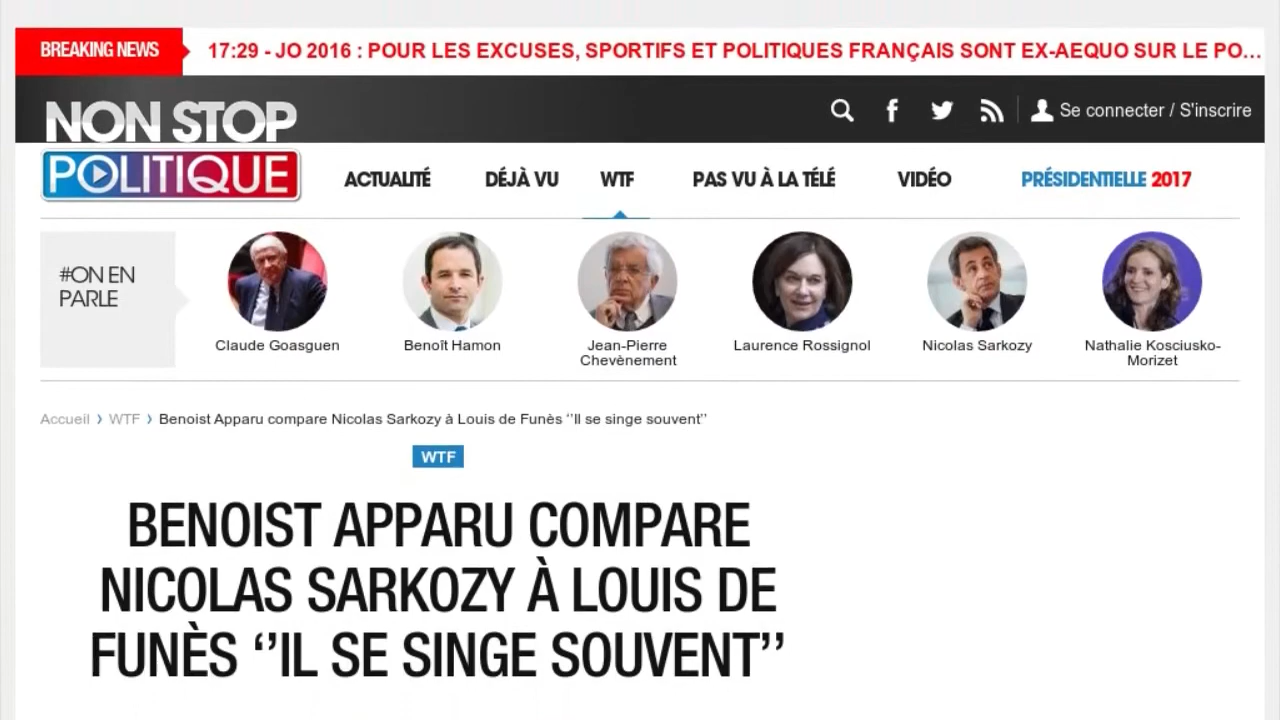 BREAKING NEWS
17:29 - JO 2016 : POUR LES EXCUSES, SPORTIFS ET POLITIQUES FRANÇAIS SONT EX-AEQUO SUR LE PO...
NON STOP
POLITIQUE
Se connecter / S'inscrire
ACTUALITÉ DÉJÀ VU WTF PAS VU À LA TÉLÉ VIDÉO PRÉSIDENTIELLE 2017
#ON EN
PARLE
Claude Goasguen
Benoît Hamon
Jean-Pierre
Chevènement
Laurence Rossignol
Nicolas Sarkozy
Nathalie Kosciusko-
Morizet
Accueil › WTF › Benoist Apparu compare Nicolas Sarkozy à Louis de Funès ‘’Il se singe souvent’’
WTF
BENOIST APPARU COMPARE
NICOLAS SARKOZY À LOUIS DE
FUNÈS ‘’IL SE SINGE SOUVENT’’